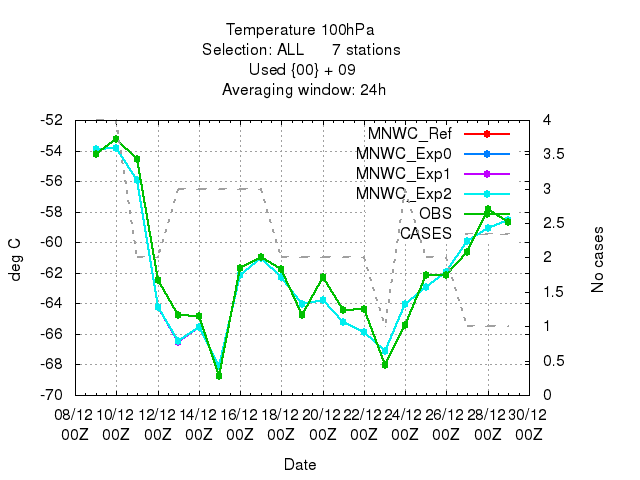 Temperature 100hPa
Selection: ALL 7 stations
Used {00} + 09
Averaging window: 24h
-52 4
MNWC_Ref
-54 3.5
MNWC_Exp0
MNWC_Exp1
-56 3
MNWC_Exp2
-58 2.5
OBS
CASES
-60
deg C
-62 2
No cases
-64 1.5
-66 1
-68 0.5
-70 0
08/12 10/12 12/12 14/12 16/12 18/12 20/12 22/12 24/12 26/12 28/12 30/12
00Z 00Z 00Z 00Z 00Z 00Z 00Z 00Z 00Z 00Z 00Z 00Z
Date